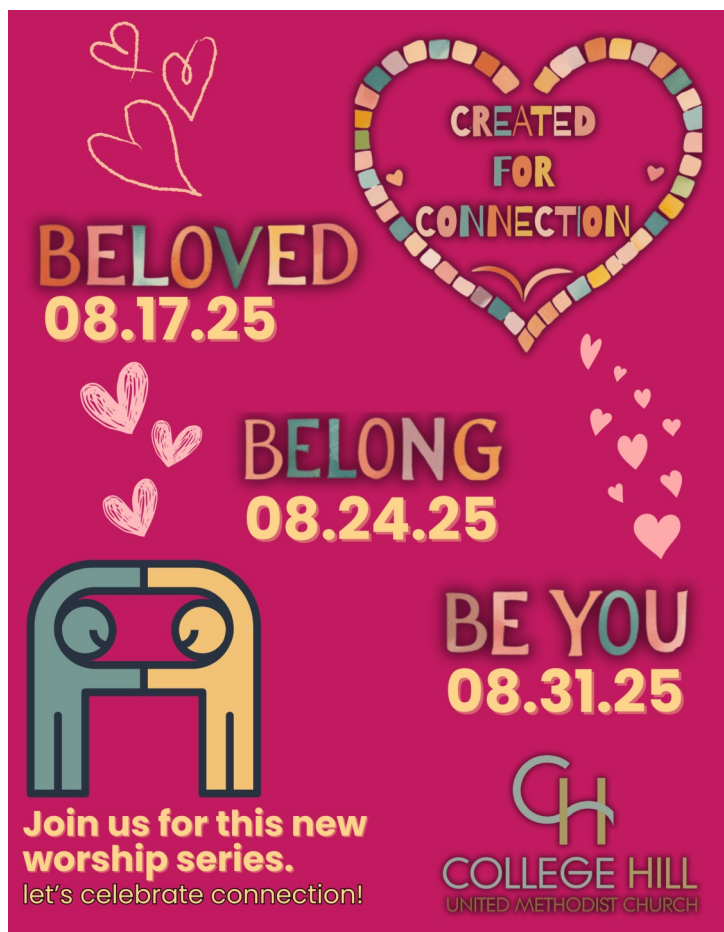 CREATED
FOR
CONNECTION
BELOVED
08.17.25
BELONG
08.24.25
BE YOU
08.31.25
Join us for this new
worship series.
let's celebrate connection!
CH
COLLEGE HILL
UNITED METHODIST CHURCH